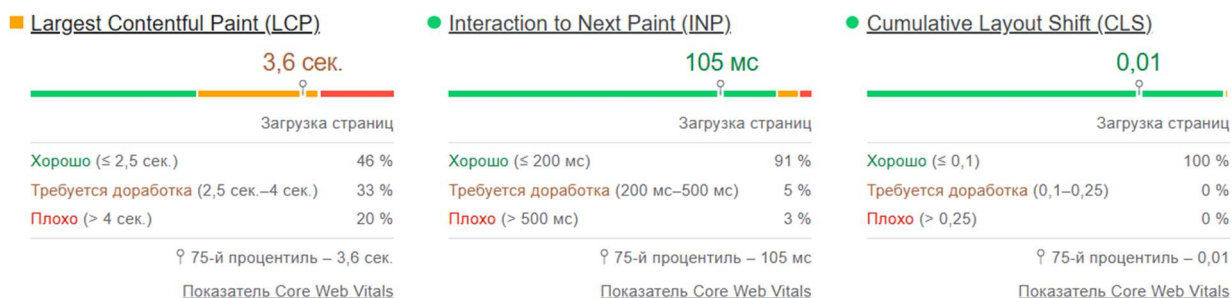 Largest Contentful Paint (LCP)
3,6 сек.
Загрузка страниц
Хорошо (≤ 2,5 сек.) 46 %
Требуется доработка (2,5 сек.–4 сек.) 33 %
Плохо (> 4 сек.) 20 %
75-й процентиль – 3,6 сек.
Показатель Core Web Vitals
Interaction to Next Paint (INP)
105 мс
Загрузка страниц
Хорошо (≤ 200 мс) 91 %
Требуется доработка (200 мс–500 мс) 5 %
Плохо (> 500 мс) 3 %
75-й процентиль – 105 мс
Показатель Core Web Vitals
Cumulative Layout Shift (CLS)
0,01
Загрузка страниц
Хорошо (≤ 0,1) 100 %
Требуется доработка (0,1–0,25) 0 %
Плохо (> 0,25) 0 %
75-й процентиль – 0,01
Показатель Core Web Vitals